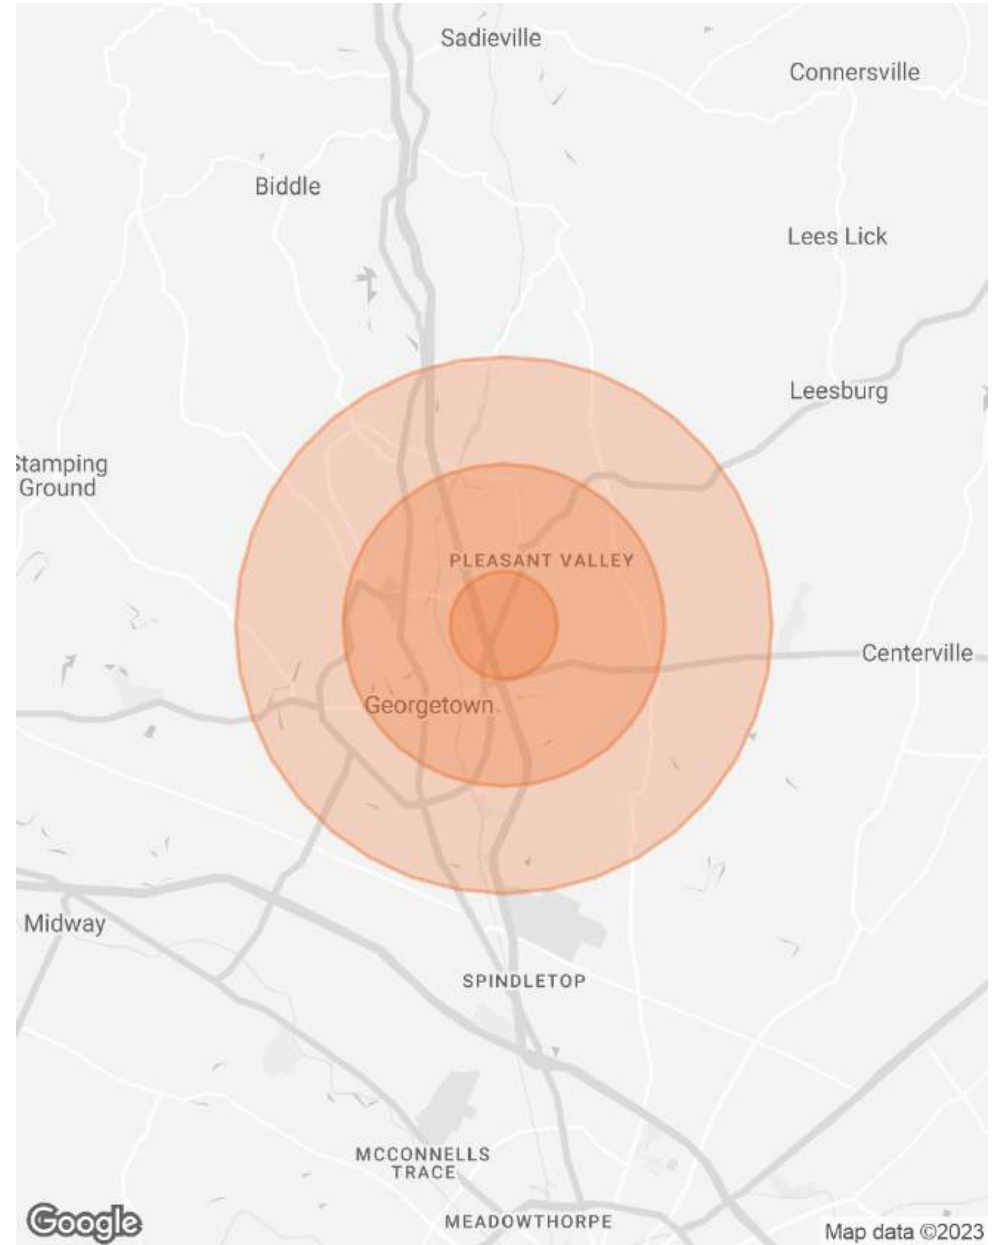 Sadieville
Connersville
Biddle
Lees Lick
Leesburg
Stamping
Ground
PLEASANT VALLEY
Centerville
Georgetown
Midway
SPINDLETOP
MCCONNELLS
TRACE
MEADOWTHORPE
Google
Map data ©2023